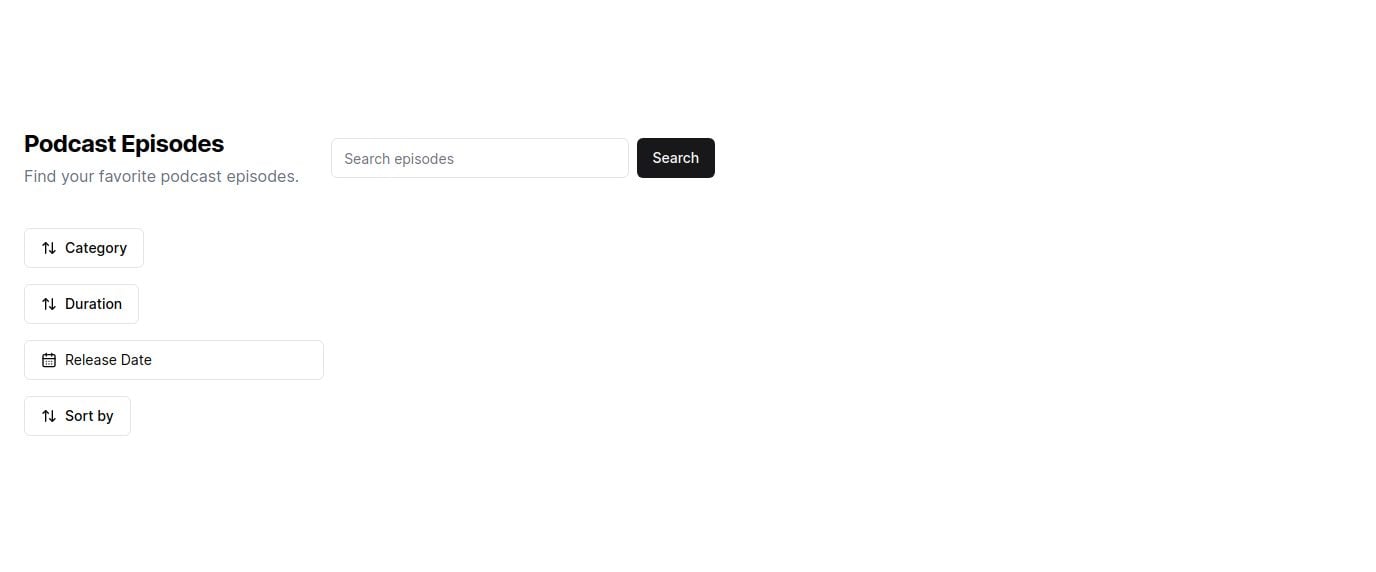 Podcast Episodes
Find your favorite podcast episodes.
Search episodes
Search
Category
Duration
Release Date
Sort by